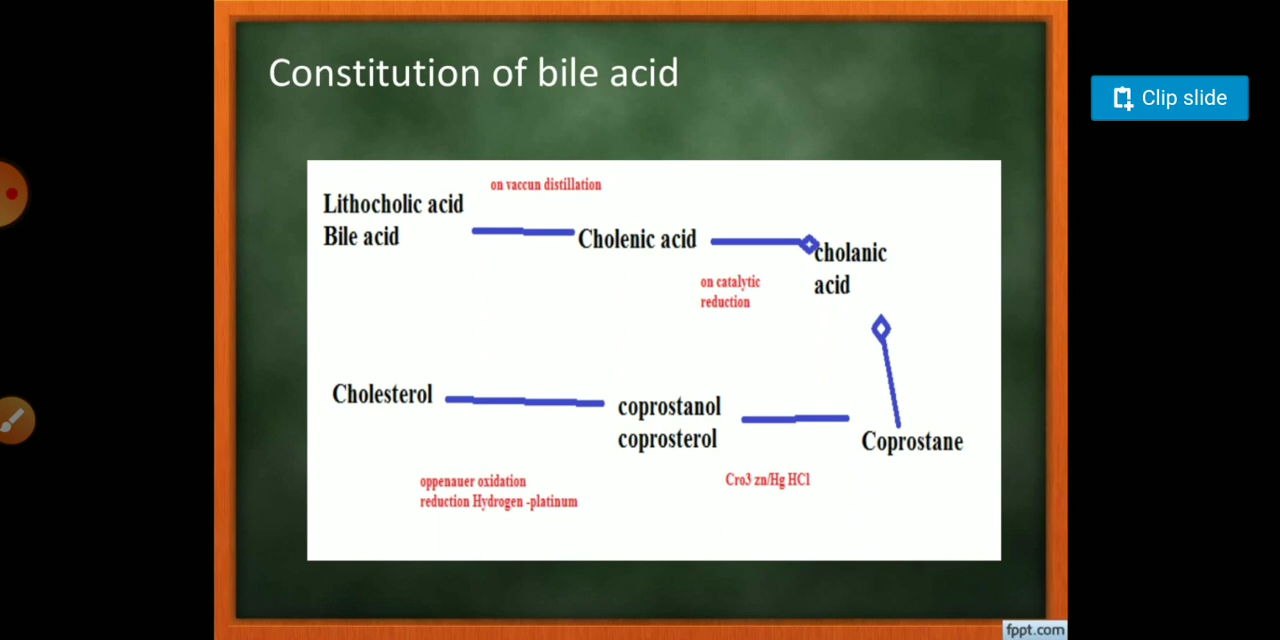 Constitution of bile acid
Clip slide
on vaccun distillation
Lithocholic acid
Bile acid
Cholenic acid
cholanic
acid
on catalytic
reduction
Cholesterol
coprostanol
coprosterol
Coprostane
oppenauer oxidation
reduction Hydrogen -platinum
Cro3 zn/Hg HCl
fppt.com